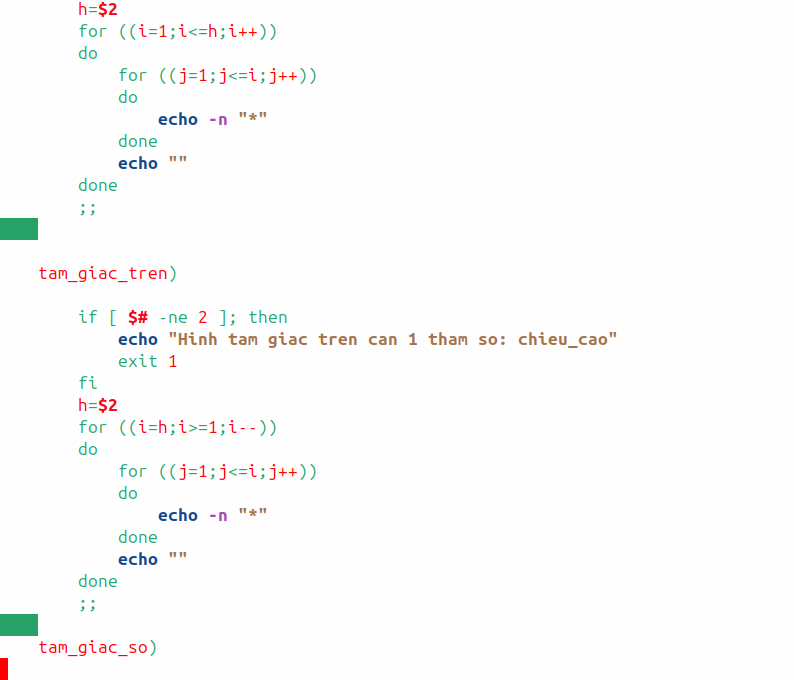 h=$2
for ((i=1;i<=h;i++))
do
for ((j=1;j<=i;j++))
do
echo -n "*"
done
echo ""
done
;;
tam_giac_tren)
if [ $# -ne 2 ]; then
echo "Hinh tam giac tren can 1 tham so: chieu_cao"
exit 1
fi
h=$2
for ((i=h;i>=1;i--))
do
for ((j=1;j<=i;j++))
do
echo -n "*"
done
echo ""
done
;;
tam_giac_so)